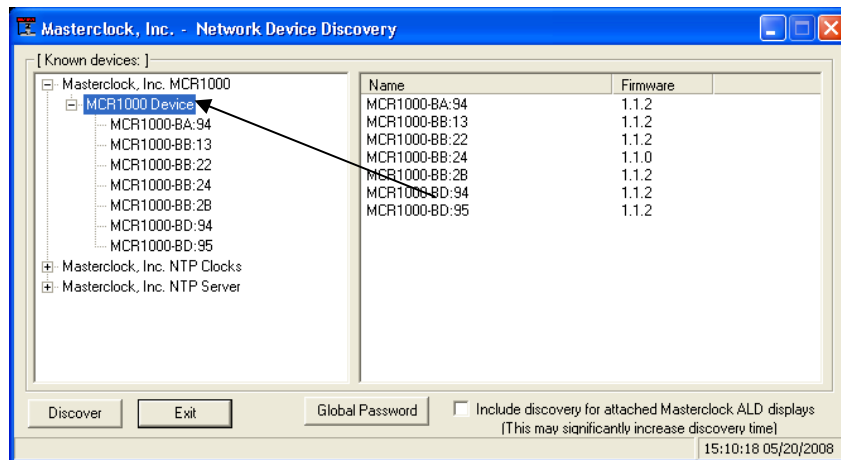 Masterclock, Inc. - Network Device Discovery
[ Known devices: ]
Masterclock, Inc. MCR1000
MCR1000 Device
MCR1000-BA:94
MCR1000-BB:13
MCR1000-BB:22
MCR1000-BB:24
MCR1000-BB:2B
MCR1000-BD:94
MCR1000-BD:95
Masterclock, Inc. NTP Clocks
Masterclock, Inc. NTP Server
Name Firmware
MCR1000-BA:94 1.1.2
MCR1000-BB:13 1.1.2
MCR1000-BB:22 1.1.2
MCR1000-BB:24 1.1.0
MCR1000-BB:2B 1.1.2
MCR1000-BD:94 1.1.2
MCR1000-BD:95 1.1.2
Discover Exit Global Password Include discovery for attached Masterclock ALD displays
(This may significantly increase discovery time)
15:10:18 05/20/2008